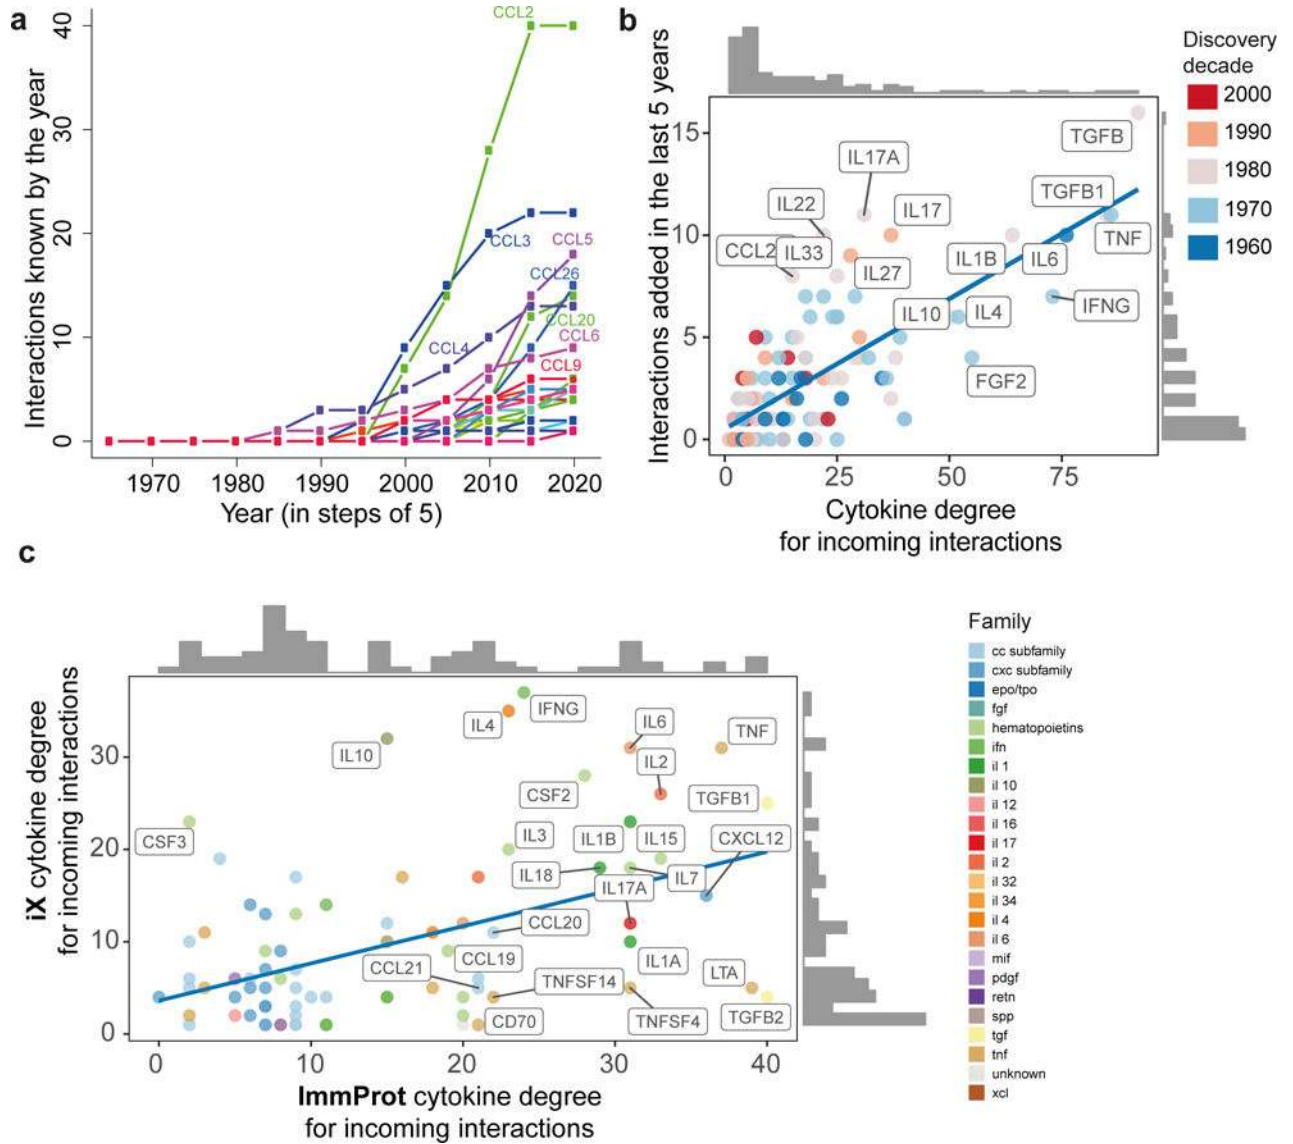 a
Interactions known by the year
40
30
20
10
0
CCL2
CCL3
CCL5
CCL26
CCL20
CCL4
CCL6
CCL9
1970
1980
1990
2000
2010
2020
Year (in steps of 5)
b
Interactions added in the last 5 years
15
10
5
0
TGFB
IL17A
TGFB1
IL22
IL17
TNF
CCL2
IL33
IL1B
IL6
IL27
IL10
IL4
IFNG
FGF2
0
25
50
75
Cytokine degree
for incoming interactions
Discovery
decade
2000
1990
1980
1970
1960
c
iX cytokine degree
for incoming interactions
30
20
10
0
IFNG
IL4
IL6
TNF
IL10
IL2
CSF2
TGFB1
CSF3
IL3
IL1B
IL15
CXCL12
IL18
IL7
IL17A
CCL20
CCL19
CCL21
IL1A
LTA
TNFSF14
CD70
TNFSF4
TGFB2
0
10
20
30
40
ImmProt cytokine degree
for incoming interactions
Family
cc subfamily
cxc subfamily
epo/tpo
fgf
hematopoietins
ifn
il 1
il 10
il 12
il 16
il 17
il 2
il 32
il 34
il 4
il 6
mif
pdgf
retn
spp
tgf
tnf
unknown
xcl